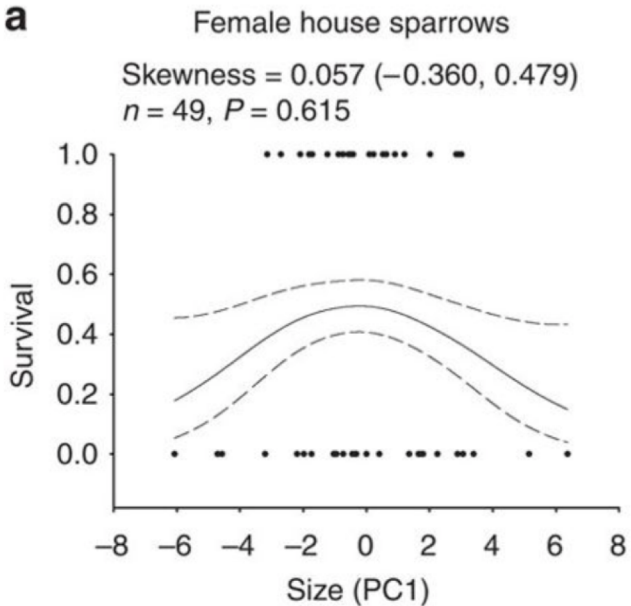 a
Female house sparrows
Skewness = 0.057 (−0.360, 0.479)
n = 49, P = 0.615
1.0
0.8
0.6
0.4
0.2
0.0
Survival
−8 −6 −4 −2 0 2 4 6 8
Size (PC1)